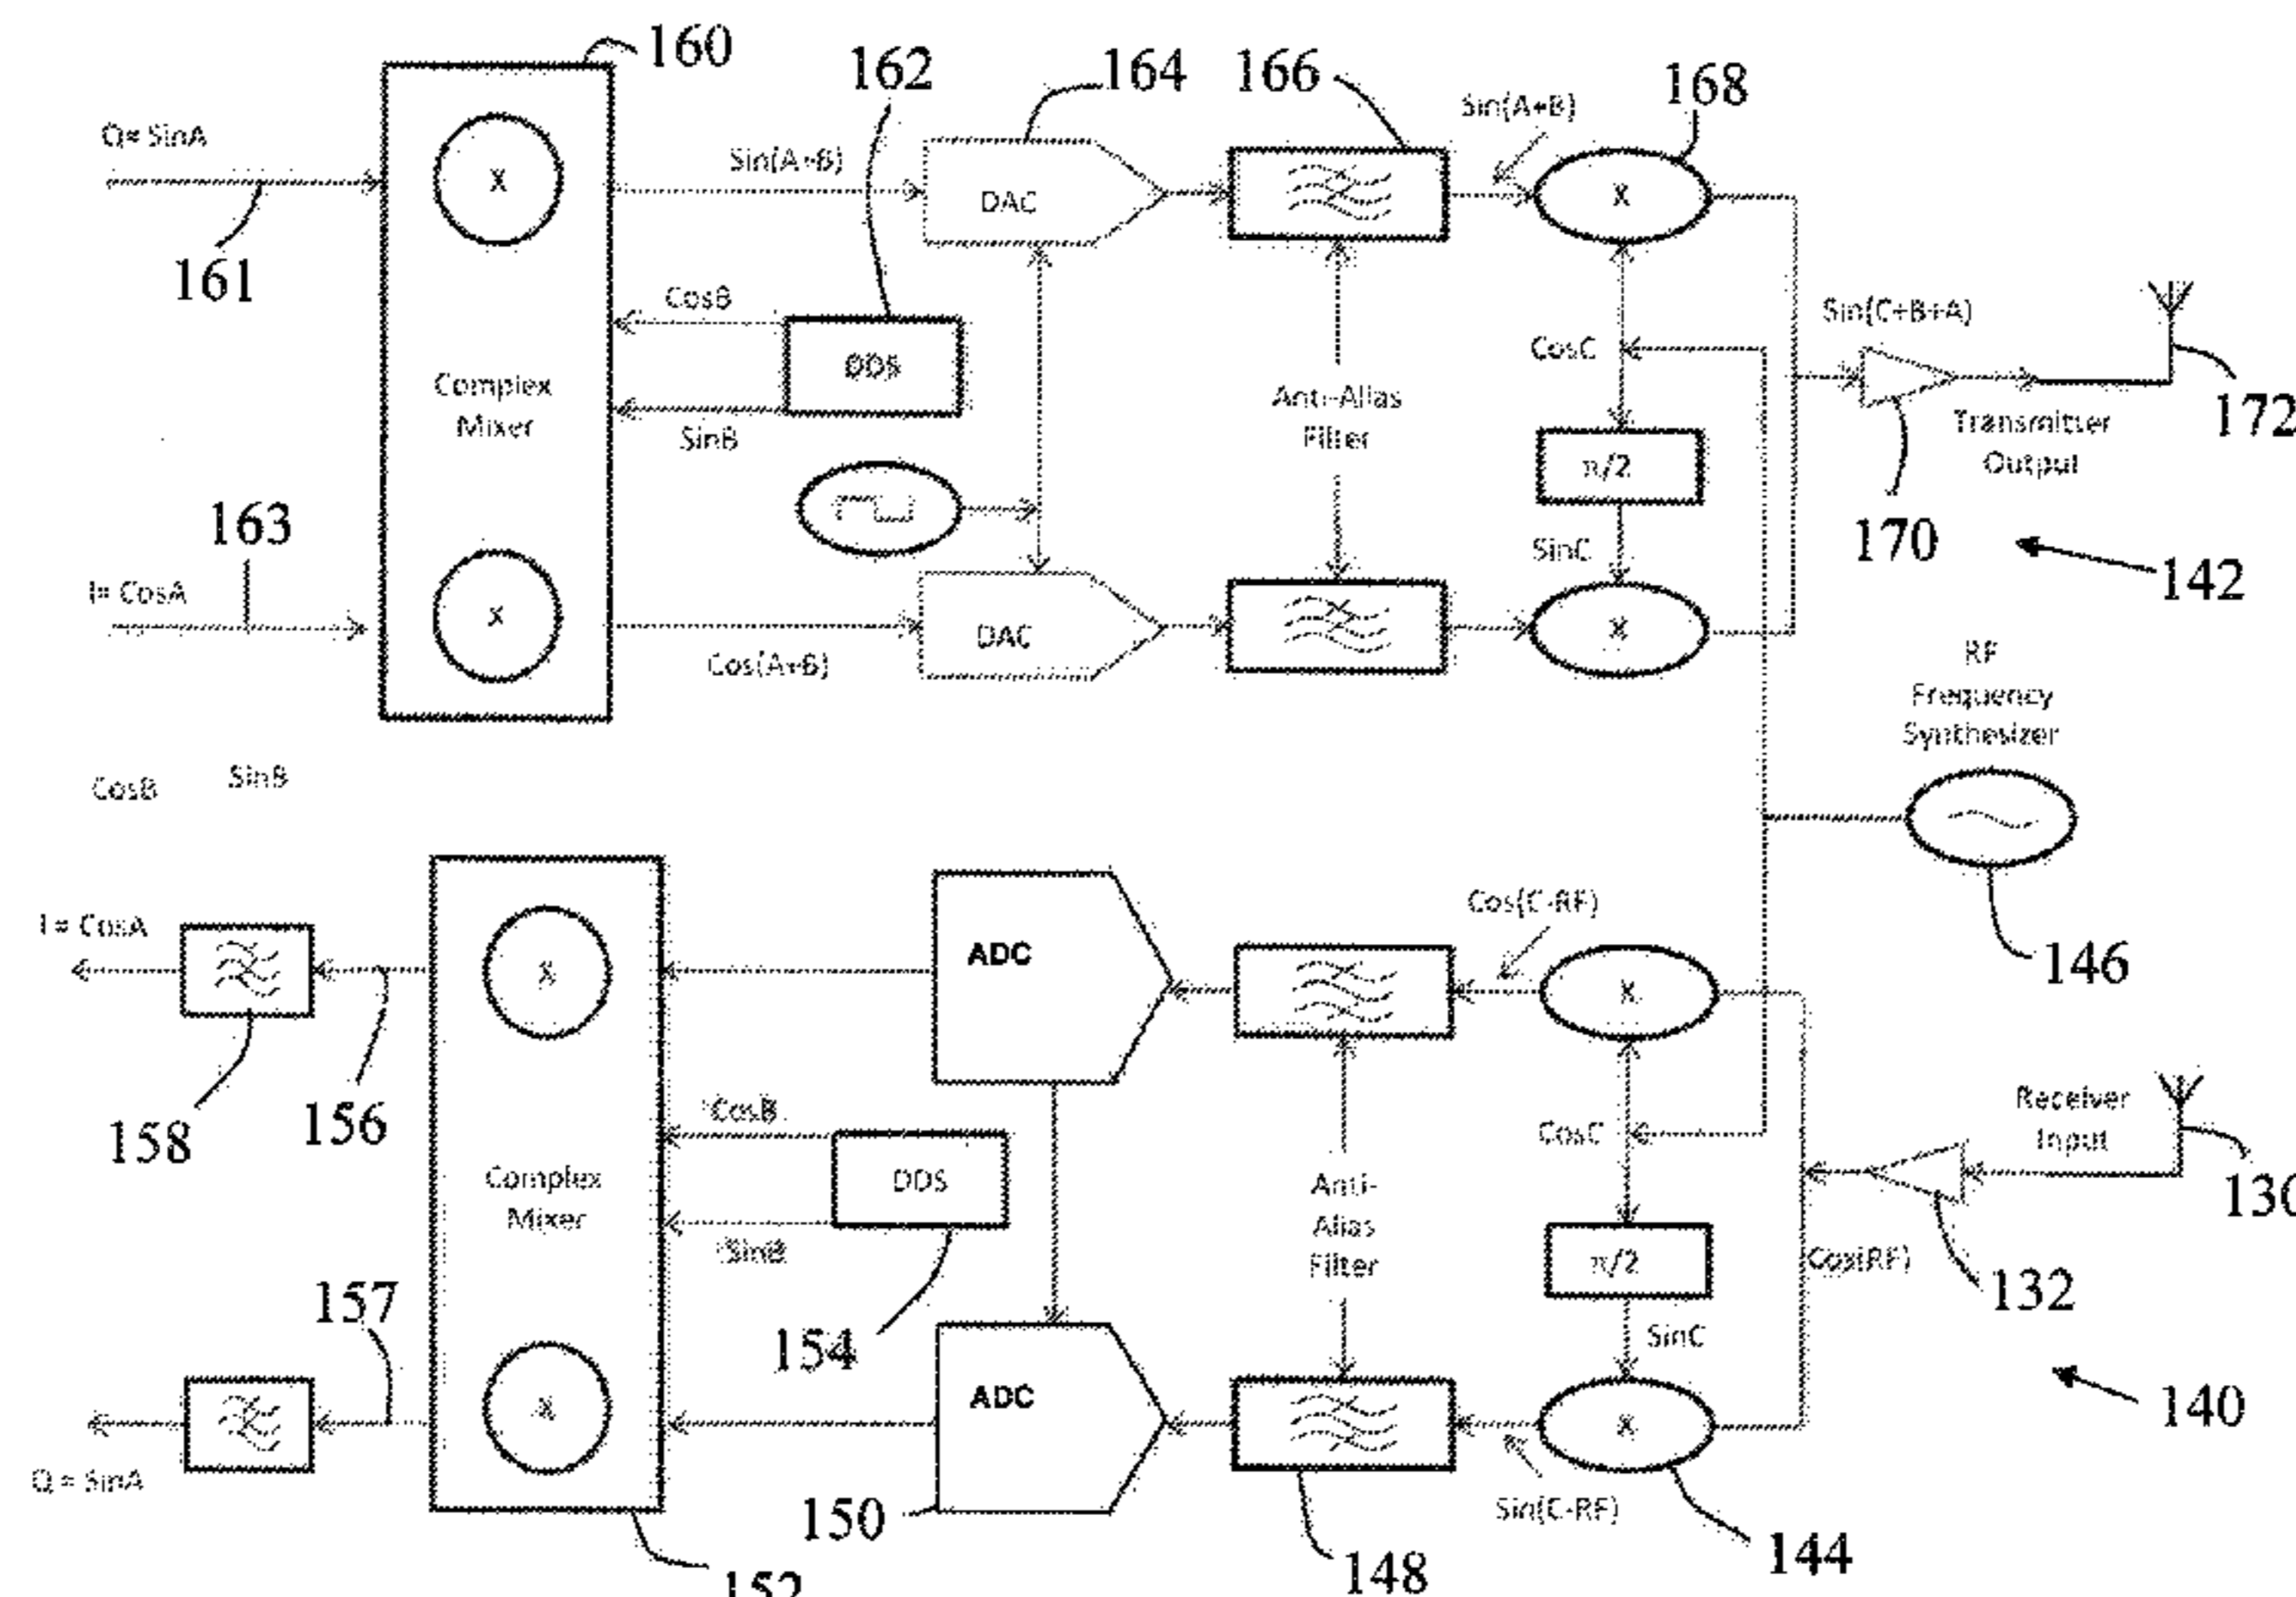 160
162
164
166
168
Q= SinA
Sin(A+B)
Sin(A+B)
X
DAC
X
161
CosB
Sin(C+B+A)
DDS
CosC
Complex
Mixer
Anti-Alias
Filter
SinB
172
Transmitter
Output
π/2
163
170
142
SinC
I= CosA
X
DAC
X
Cos(A+B)
RF
Frequency
Synthesizer
CosB
SinB
I = CosA
Cos(C-RF)
ADC
146
X
X
158
156
CosB
CosC
Receiver
Input
Complex
Mixer
DDS
Anti-
Alias
Filter
130
SinB
π/2
Cos(RF)
132
157
154
SinC
140
ADC
X
X
Q = SinA
150
Sin(C-RF)
144
148
152